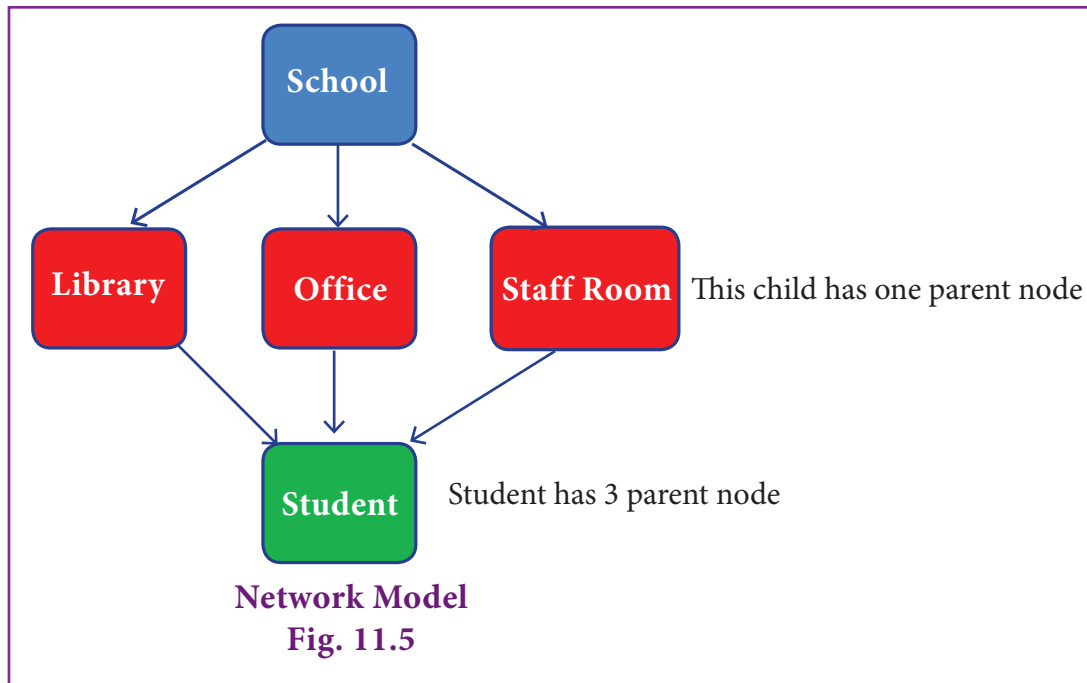 School
Library
Office
Staff Room
This child has one parent node
Student
Student has 3 parent node
Network Model
Fig. 11.5